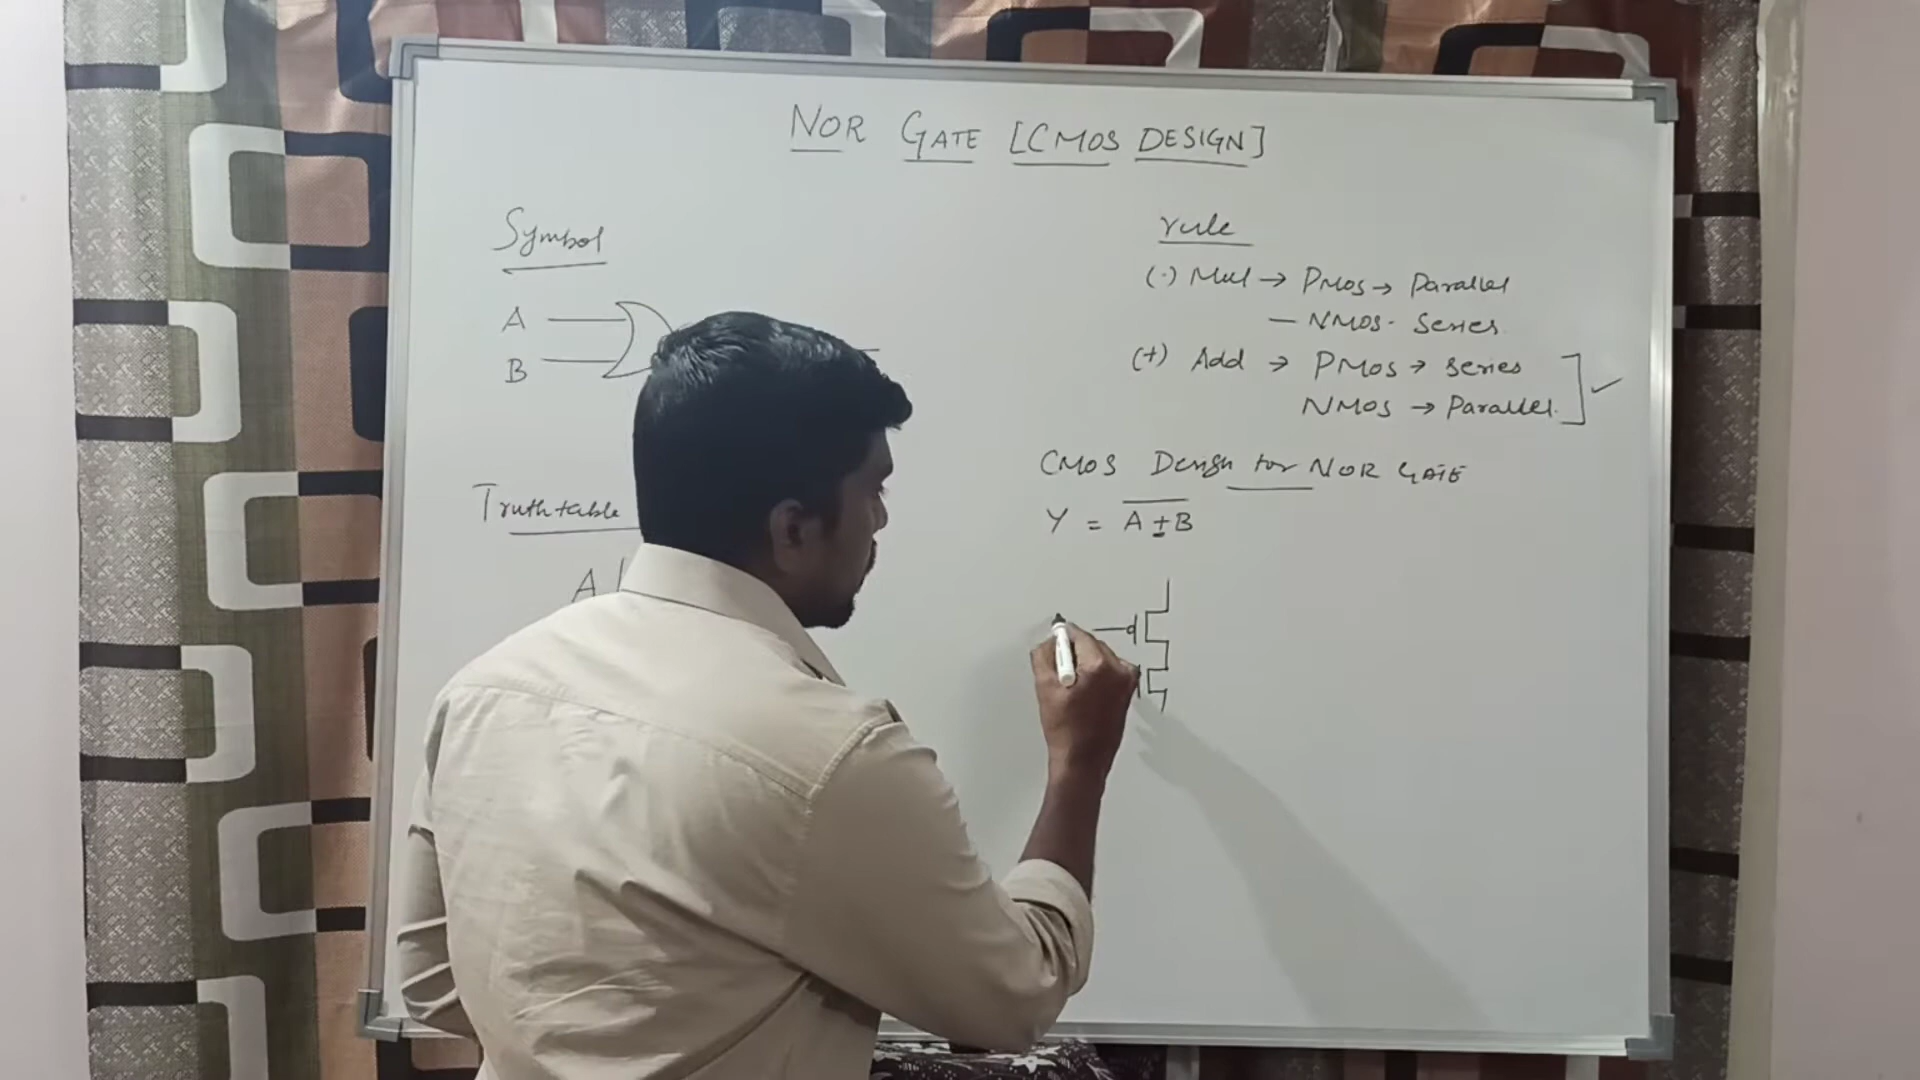 NOR GATE [CMOS DESIGN]
Symbol
A
B
Truthtable
A
rule
(·) Mul → PMOS → Parallel
— NMOS - Series
(+) Add → PMOS → Series
NMOS → Parallel.
CMOS Design for NOR GATE
Y = \overline{A + B}